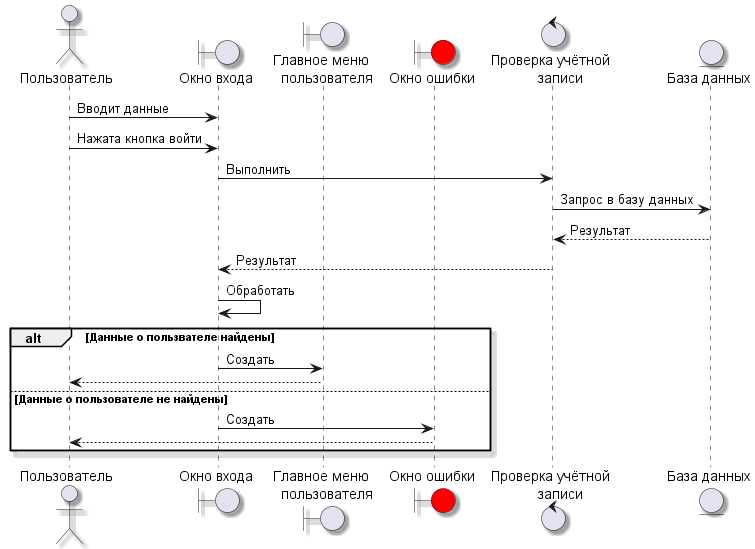 Пользователь
Окно входа
Главное меню
пользователя
Окно ошибки
Проверка учётной
записи
База данных
Вводит данные
Нажата кнопка войти
Выполнить
Запрос в базу данных
Результат
Результат
Обработать
alt
[Данные о пользвателе найдены]
Создать
[Данные о пользователе не найдены]
Создать
Пользователь
Окно входа
Главное меню
пользователя
Окно ошибки
Проверка учётной
записи
База данных